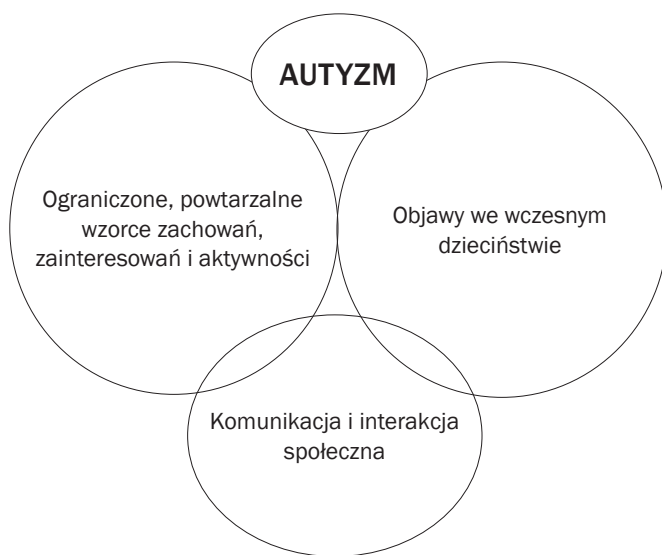 AUTYZM
Ograniczone, powtarzalne
wzorce zachowań,
zainteresowań i aktywności
Objawy we wczesnym
dzieciństwie
Komunikacja i interakcja
społeczna